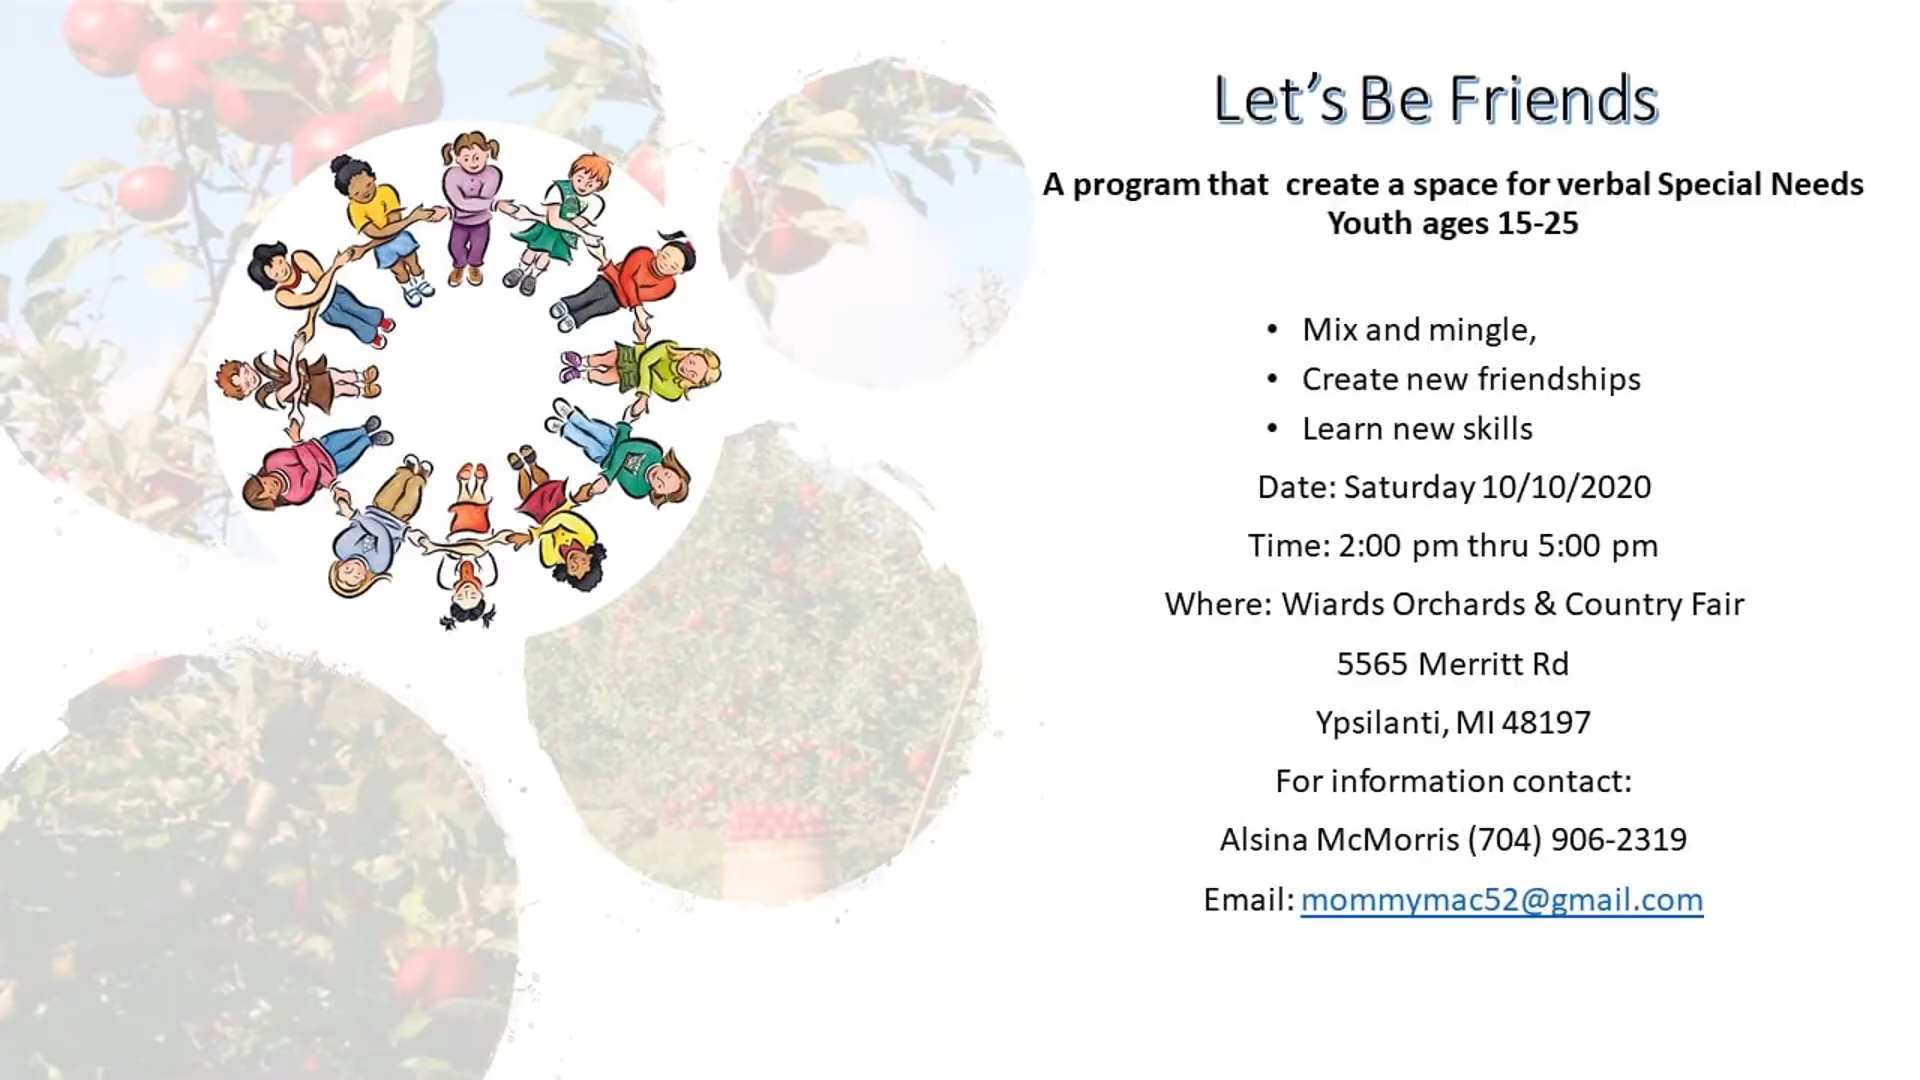 Let's Be Friends
A program that create a space for verbal Special Needs
Youth ages 15-25
• Mix and mingle,
• Create new friendships
• Learn new skills
Date: Saturday 10/10/2020
Time: 2:00 pm thru 5:00 pm
Where: Wiards Orchards & Country Fair
5565 Merritt Rd
Ypsilanti, MI 48197
For information contact:
Alsina McMorris (704) 906-2319
Email: mommymac52@gmail.com